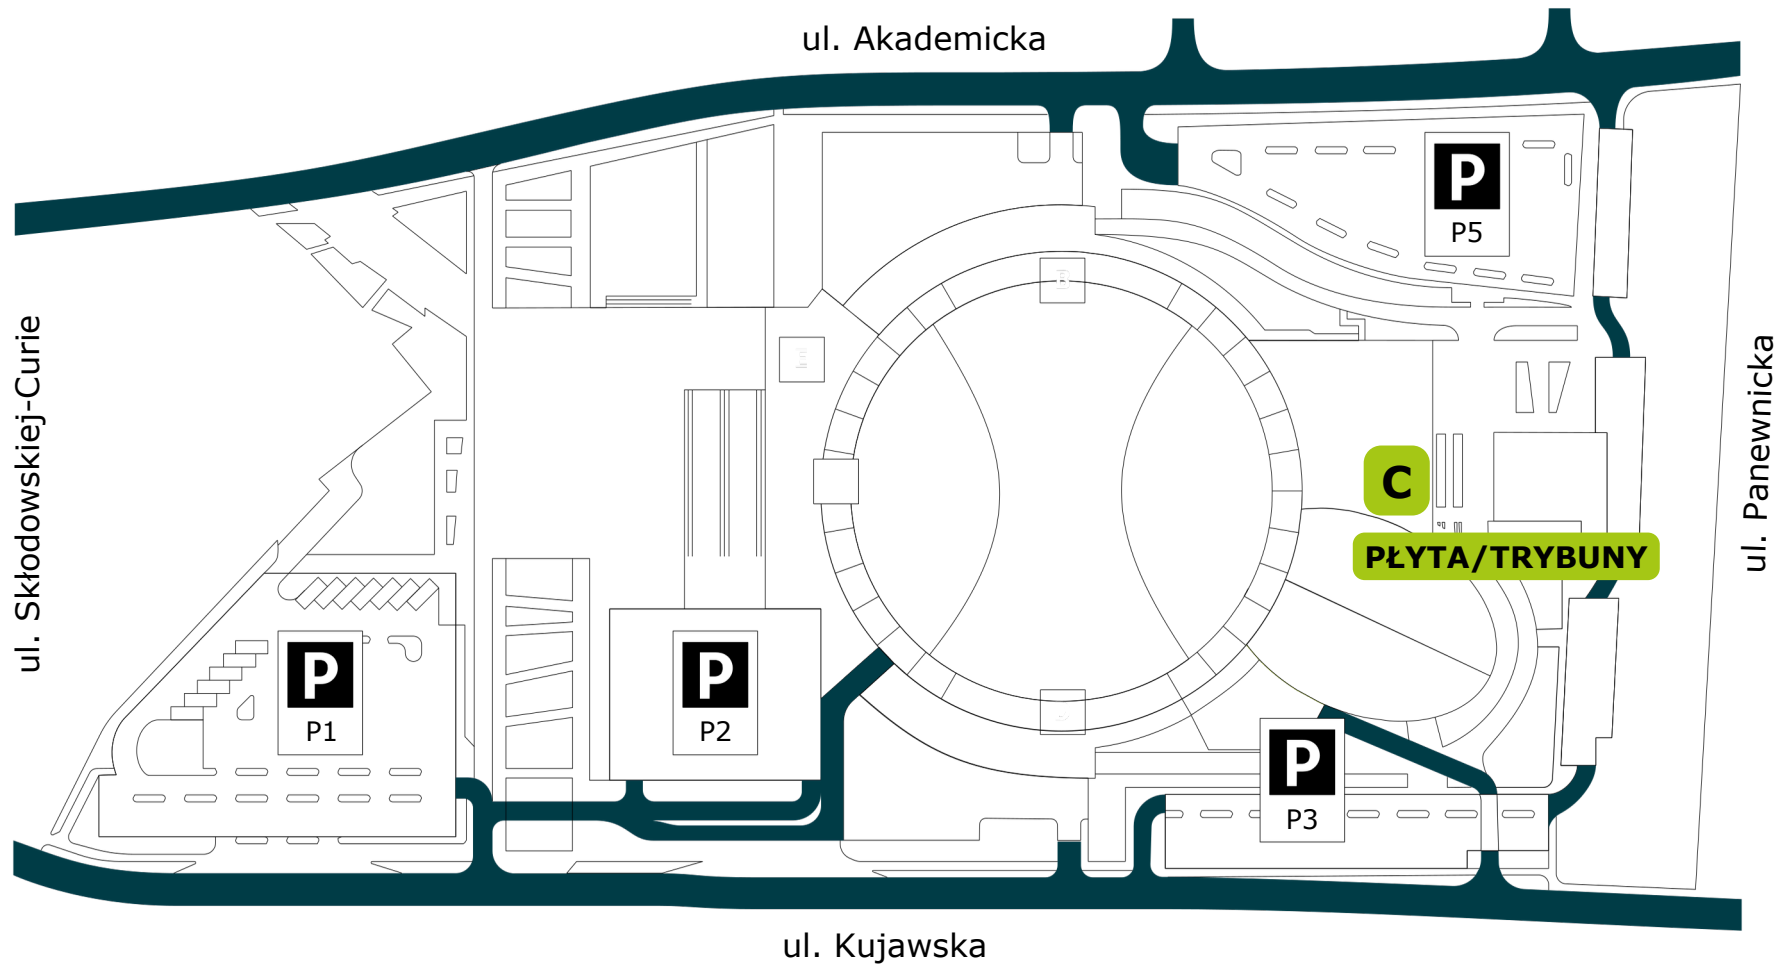 ul. Akademicka
P
P5
B
ul. Skłodowskiej-Curie
ul. Panewnicka
C
PŁYTA/TRYBUNY
P
P1
P
P2
P
P3
ul. Kujawska